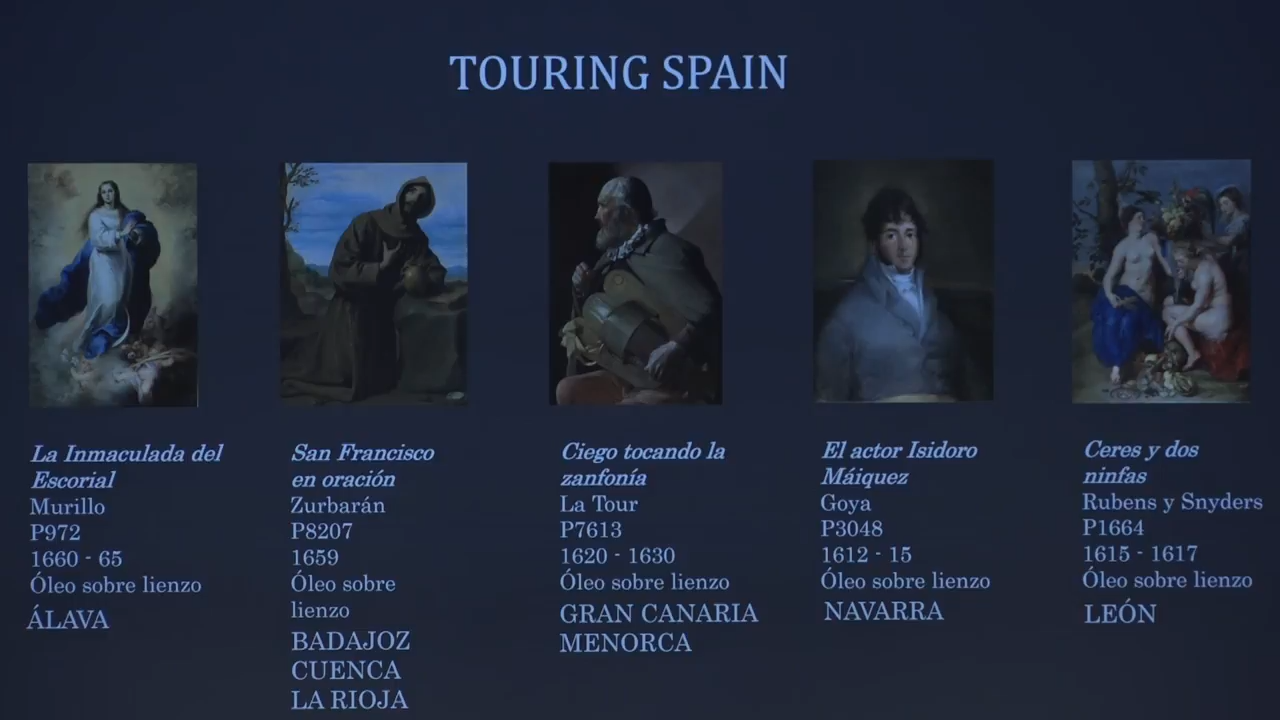 TOURING SPAIN
La Inmaculada del
Escorial
Murillo
P972
1660 - 65
Óleo sobre lienzo
ÁLAVA
San Francisco
en oración
Zurbarán
P8207
1659
Óleo sobre
lienzo
BADAJOZ
CUENCA
LA RIOJA
Ciego tocando la
zanfonía
La Tour
P7613
1620 - 1630
Óleo sobre lienzo
GRAN CANARIA
MENORCA
El actor Isidoro
Máiquez
Goya
P3048
1612 - 15
Óleo sobre lienzo
NAVARRA
Ceres y dos
ninfas
Rubens y Snyders
P1664
1615 - 1617
Óleo sobre lienzo
LEÓN